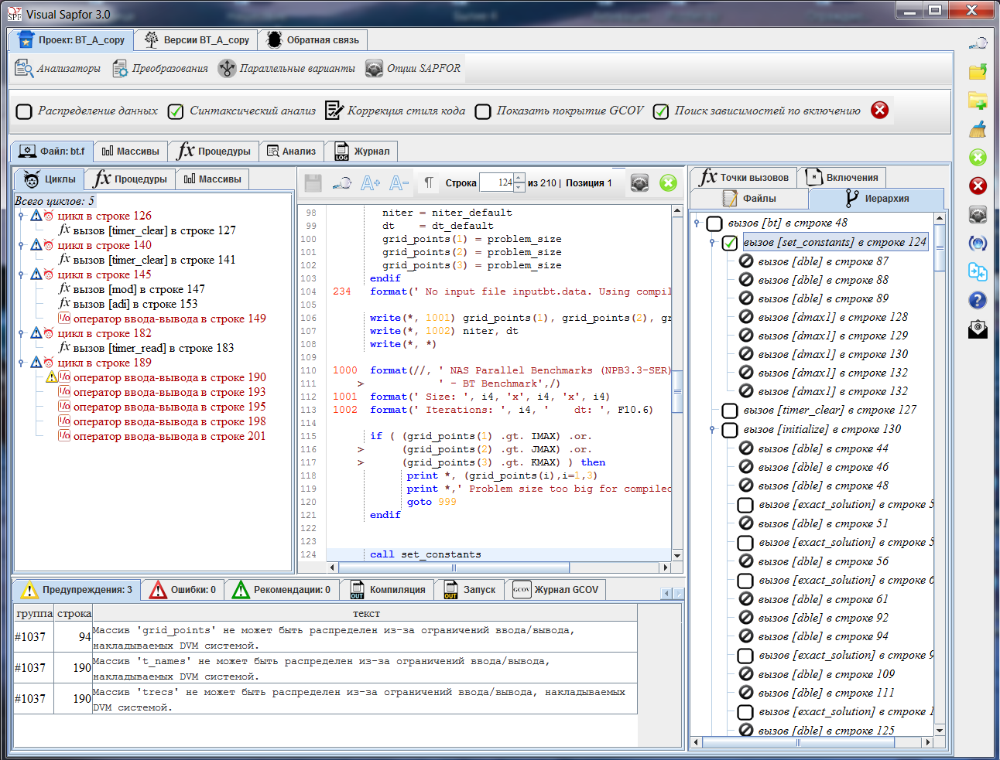 Visual Sapfor 3.0
Проект: BT_A_copy
Версии BT_A_copy
Обратная связь
Анализаторы
Преобразования
Параллельные варианты
Опции SAPFOR
Распределение данных
Синтаксический анализ
Коррекция стиля кода
Показать покрытие GCOV
Поиск зависимостей по включению
Файл: bt.f
Массивы
Процедуры
Анализ
LOG
Журнал
Циклы
Процедуры
Массивы
Всего циклов: 5
цикл в строке 126
вызов [timer_clear] в строке 127
цикл в строке 140
вызов [timer_clear] в строке 141
цикл в строке 145
вызов [mod] в строке 147
вызов [adi] в строке 153
I/o оператор ввода-вывода в строке 149
цикл в строке 182
вызов [timer_read] в строке 183
цикл в строке 189
I/o оператор ввода-вывода в строке 190
I/o оператор ввода-вывода в строке 193
I/o оператор ввода-вывода в строке 195
I/o оператор ввода-вывода в строке 198
I/o оператор ввода-вывода в строке 201
A+ A- ¶ Строка 124 из 210 | Позиция 1
98 niter = niter_default
99 dt    = dt_default
100 grid_points(1) = problem_size
101 grid_points(2) = problem_size
102 grid_points(3) = problem_size
103 endif
104 234 format(' No input file inputbt.data. Using compil
105
106 write(*, 1001) grid_points(1), grid_points(2), gr
107 write(*, 1002) niter, dt
108 write(*, *)
109
110 1000 format(//, ' NAS Parallel Benchmarks (NPB3.3-SER)
111 > ' - BT Benchmark',/)
112 1001 format(' Size: ', i4, 'x', i4, 'x', i4)
113 1002 format(' Iterations: ', i4, '    dt: ', F10.6)
114
115 if ( (grid_points(1) .gt. IMAX) .or.
116 > (grid_points(2) .gt. JMAX) .or.
117 > (grid_points(3) .gt. KMAX) ) then
118 print *, (grid_points(i),i=1,3)
119 print *,' Problem size too big for compiled
120 goto 999
121 endif
122
123
124 call set_constants
Точки вызовов
Включения
Файлы
Иерархия
вызов [bt] в строке 48
вызов [set_constants] в строке 124
вызов [dble] в строке 87
вызов [dble] в строке 88
вызов [dble] в строке 89
вызов [dmax1] в строке 128
вызов [dmax1] в строке 129
вызов [dmax1] в строке 130
вызов [dmax1] в строке 132
вызов [dmax1] в строке 132
вызов [timer_clear] в строке 127
вызов [initialize] в строке 130
вызов [dble] в строке 44
вызов [dble] в строке 46
вызов [dble] в строке 48
вызов [exact_solution] в строке 5
вызов [dble] в строке 51
вызов [exact_solution] в строке 5
вызов [dble] в строке 56
вызов [exact_solution] в строке 6
вызов [dble] в строке 61
вызов [dble] в строке 92
вызов [dble] в строке 94
вызов [exact_solution] в строке 9
вызов [dble] в строке 109
вызов [dble] в строке 111
вызов [exact_solution] в строке 1
вызов [dble] в строке 125
Предупреждения: 3
Ошибки: 0
Рекомендации: 0
OUT
Компиляция
OUT
Запуск
GCOV
Журнал GCOV
группа строка текст
#1037 94 Массив 'grid_points' не может быть распределен из-за ограничений ввода/вывода,
накладываемых DVM системой.
#1037 190 Массив 't_names' не может быть распределен из-за ограничений ввода/вывода,
накладываемых DVM системой.
#1037 190 Массив 'trecs' не может быть распределен из-за ограничений ввода/вывода, накладываемых
DVM системой.